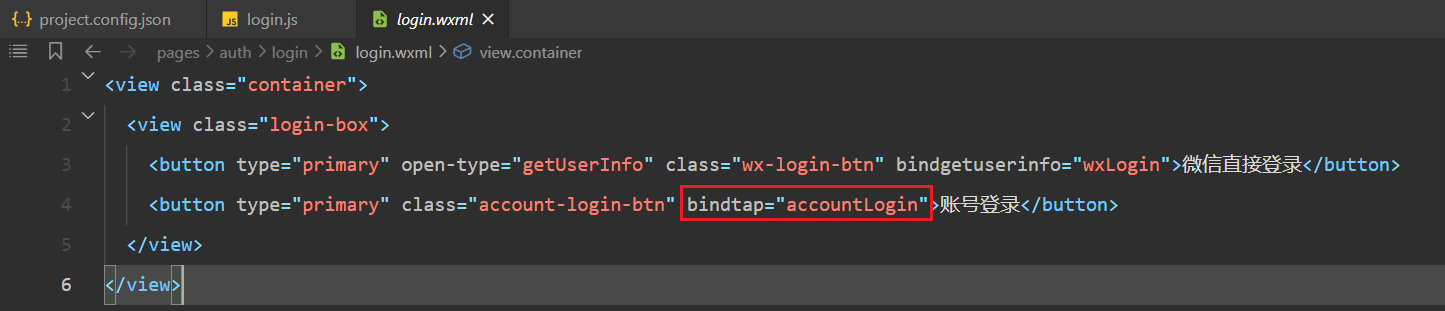 {..} project.config.json JS login.js login.wxml
pages > auth > login > login.wxml > view.container
1 <view class="container">
2 <view class="login-box">
3 <button type="primary" open-type="getUserInfo" class="wx-login-btn" bindgetuserinfo="wxLogin">微信直接登录</button>
4 <button type="primary" class="account-login-btn" bindtap="accountLogin">账号登录</button>
5 </view>
6 </view>